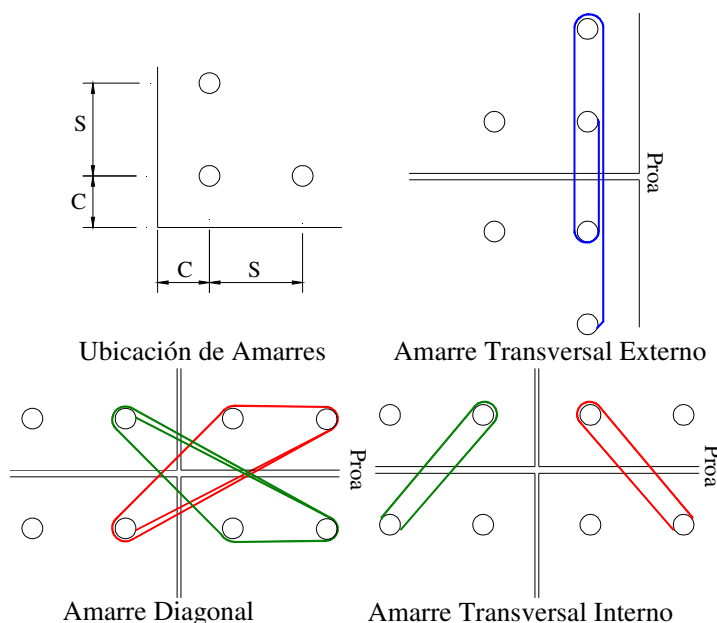 S
C
C
S
Proa
Ubicación de Amarres
Amarre Transversal Externo
Proa
Proa
Amarre Diagonal
Amarre Transversal Interno